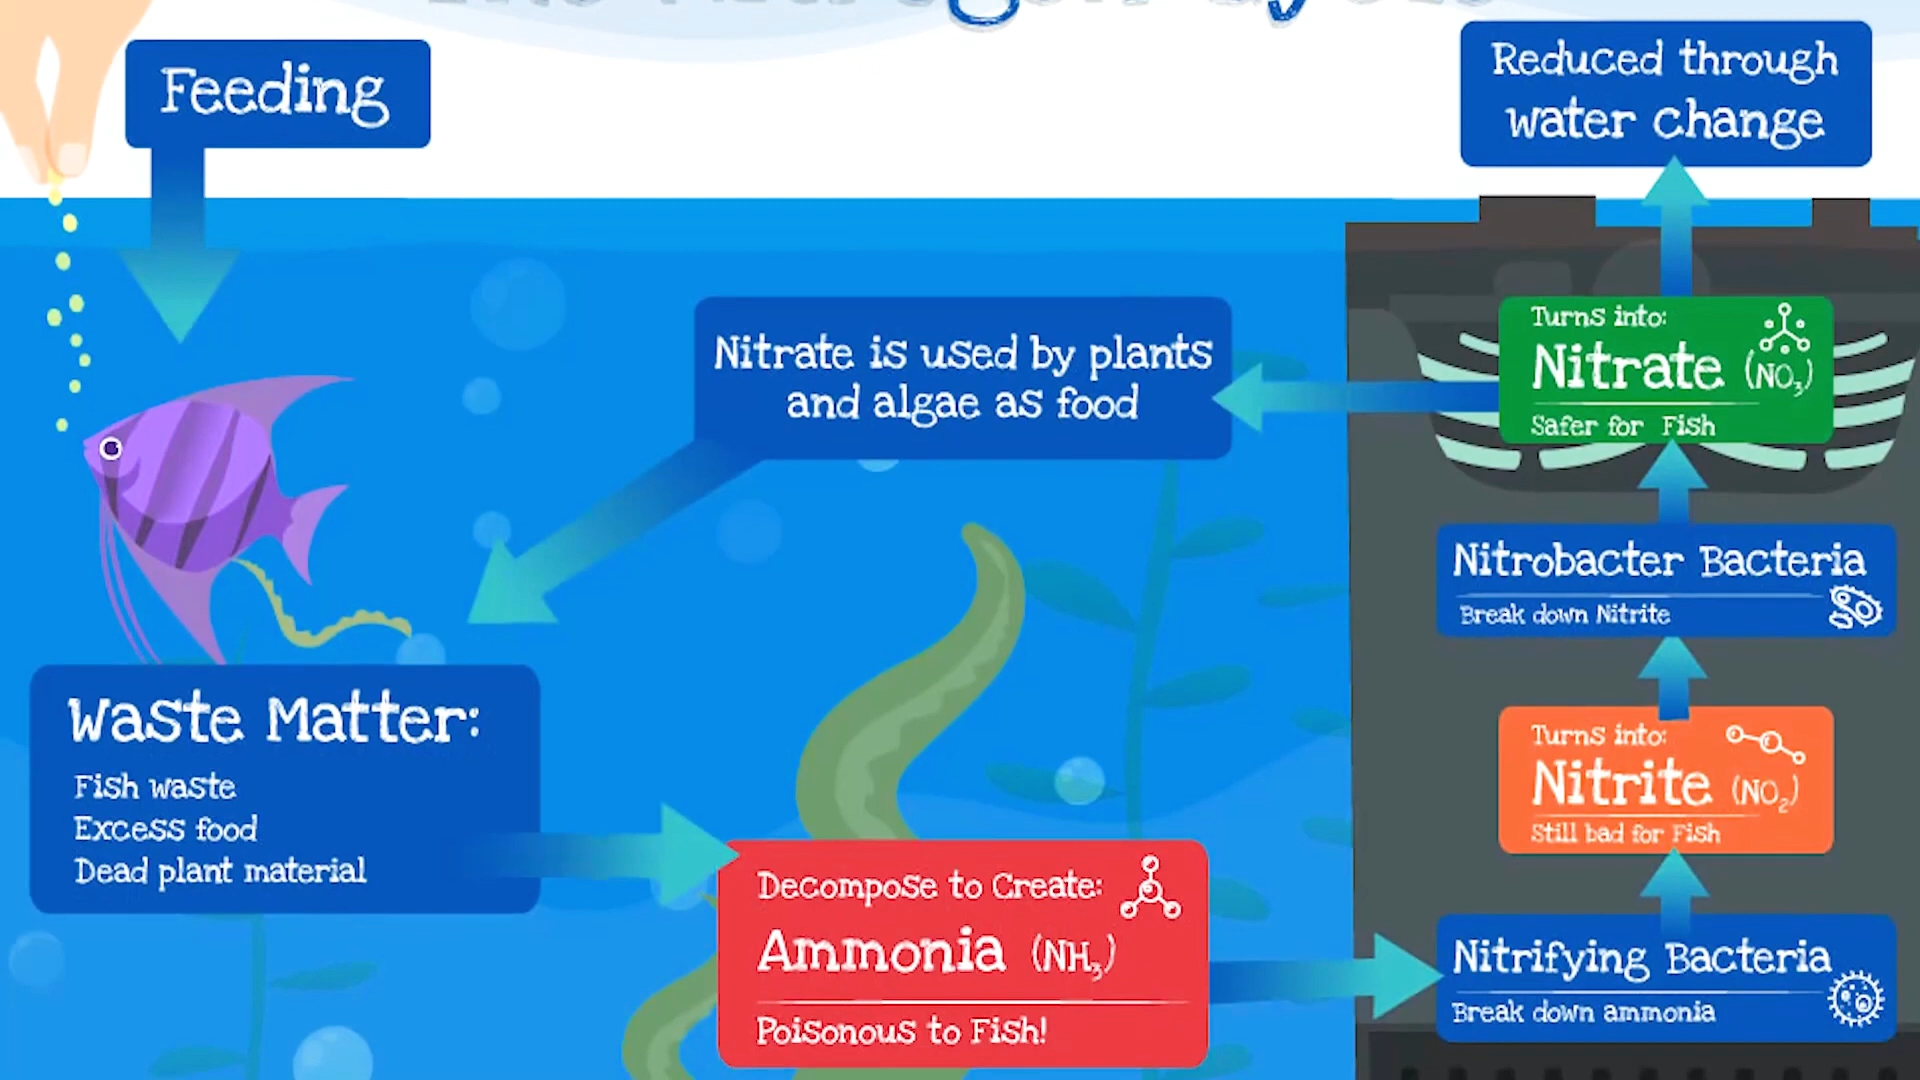 Feeding
Reduced through
water change
Nitrate is used by plants
and algae as food
Turns into:
Nitrate (NO₃)
Safer for Fish
Nitrobacter Bacteria
Break down Nitrite
Turns into:
Nitrite (NO₂)
Still bad for Fish
Nitrifying Bacteria
Break down ammonia
Waste Matter:
Fish waste
Excess food
Dead plant material
Decompose to Create:
Ammonia (NH₃)
Poisonous to Fish!